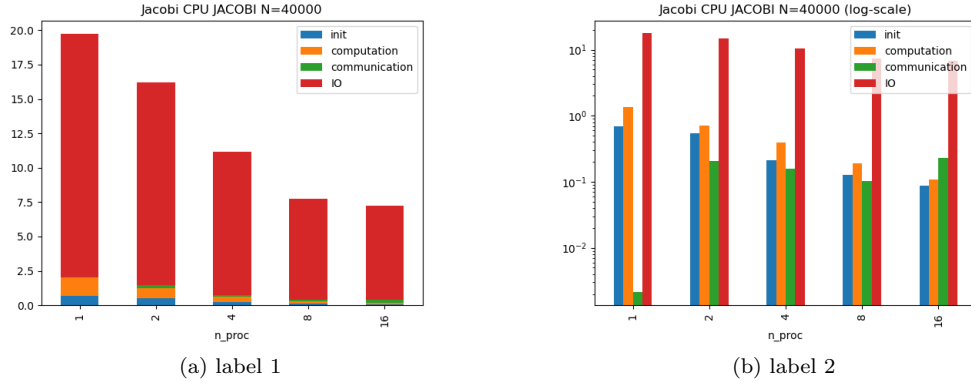 Jacobi CPU JACOBI N=40000
20.0
17.5
15.0
12.5
10.0
7.5
5.0
2.5
0.0
init
computation
communication
IO
1
2
4
8
16
n_proc
(a) label 1
Jacobi CPU JACOBI N=40000 (log-scale)
10¹
10⁰
10⁻¹
10⁻²
init
computation
communication
IO
1
2
4
8
16
n_proc
(b) label 2